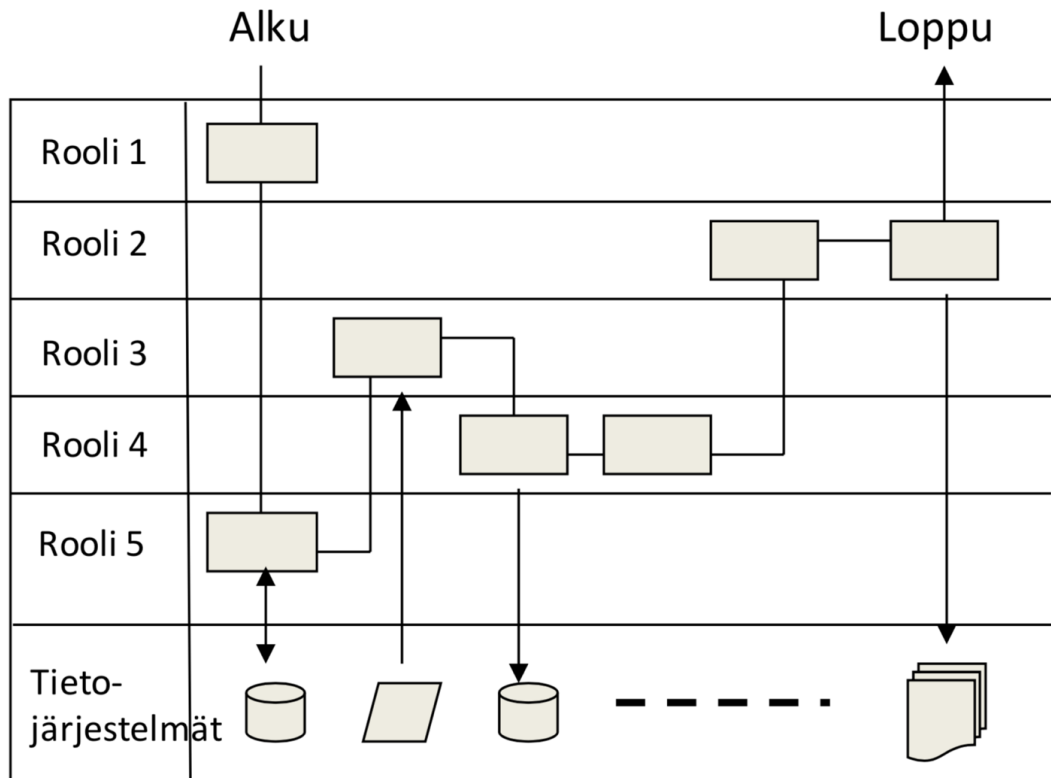 Alku
Loppu
Rooli 1
Rooli 2
Rooli 3
Rooli 4
Rooli 5
Tieto-
järjestelmät